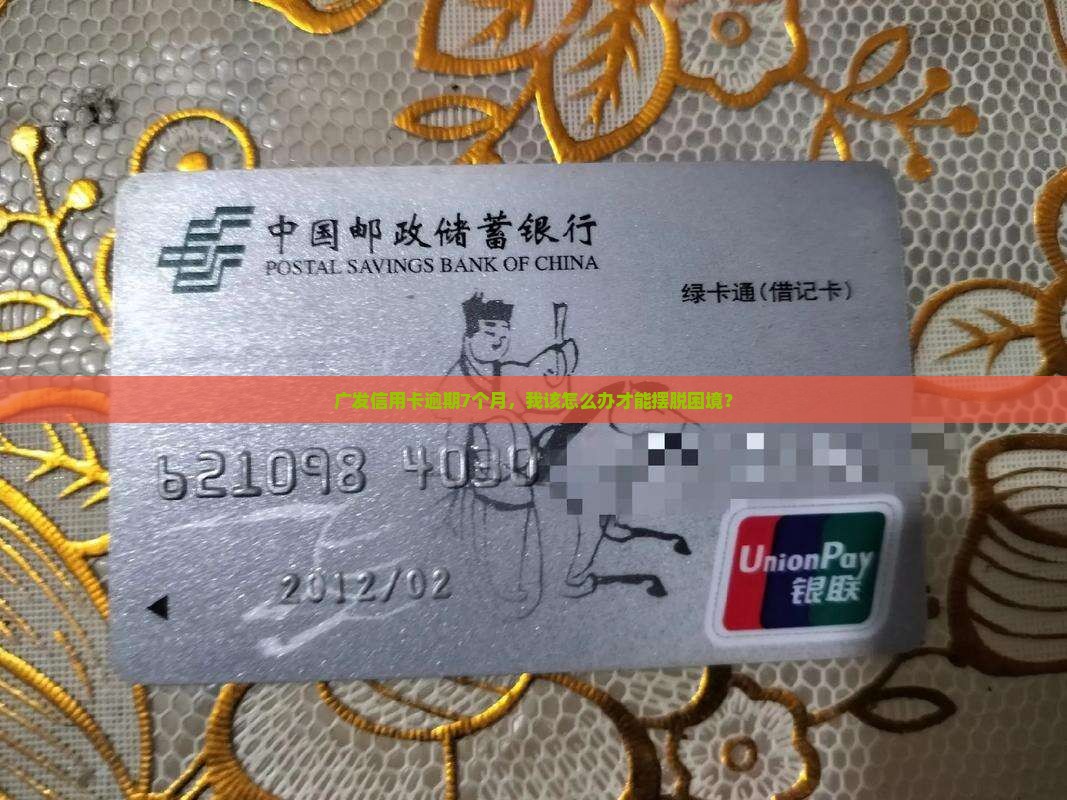 中国邮政储蓄银行
POSTAL SAVINGS BANK OF CHINA
绿卡通(借记卡)
广发信用卡逾期7个月，我该怎么办才能摆脱困境？
621098 4030
2012/02
UnionPay
银联